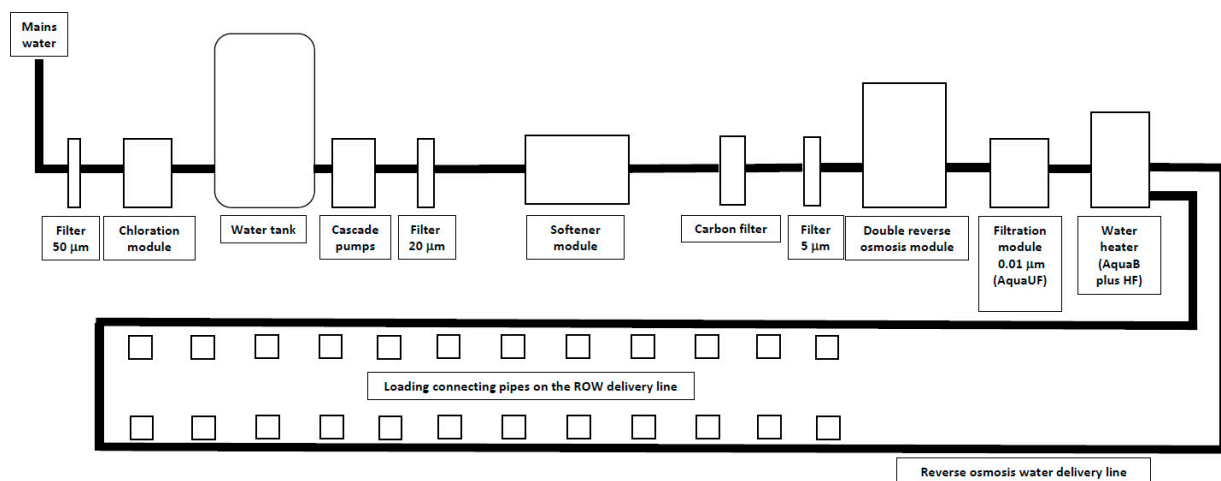 Mains
water
Filter
50 µm
Chloration
module
Water tank
Cascade
pumps
Filter
20 µm
Softener
module
Carbon filter
Filter
5 µm
Double reverse
osmosis module
Filtration
module
0.01 µm
(AquaUF)
Water
heater
(AquaB
plus HF)
Loading connecting pipes on the ROW delivery line
Reverse osmosis water delivery line